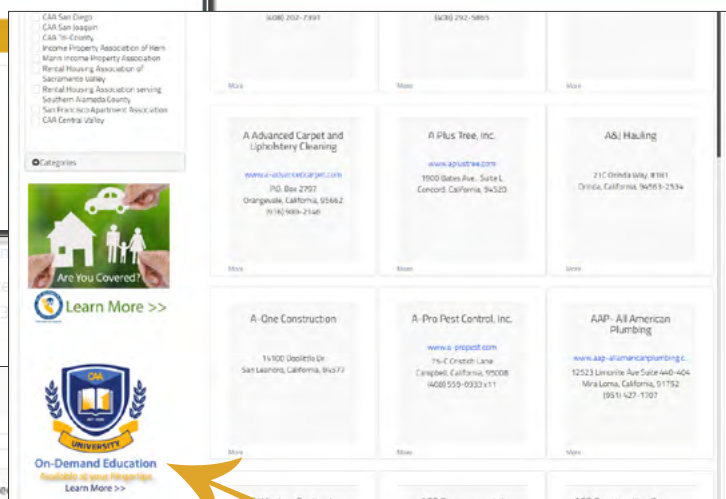 CAA San Diego
CAA San Joaquin
CAA Tri-County
Income Property Association of Kern
Marin Income Property Association
Rental Housing Association of
Sacramento Valley
Rental Housing Association serving
Southern Alameda County
San Francisco Apartment Association
CAA Central Valley
Categories
Are You Covered?
Learn More >>
CAA
UNIVERSITY
On-Demand Education
Available at your fingertips
Learn More >>
(408) 202-7391
More
(408) 292-5865
More
More
A Advanced Carpet and
Upholstery Cleaning
www.a-advancedcarpet.com
P.O. Box 2707
Orangevale, California, 95662
(916) 989-2146
More
A Plus Tree, Inc.
www.aplustree.com
1900 Bates Ave., Suite L
Concord, California, 94520
More
A&J Hauling
21C Orinda Way, #181
Orinda, California, 94563-2534
More
A-One Construction
14100 Doolittle Dr
San Leandro, California, 94577
More
A-Pro Pest Control, Inc.
www.a-propest.com
75-C Cristich Lane
Campbell, California, 95008
(408) 559-0933 x11
More
AAP - All American
Plumbing
www.aap-allamericanplumbing.c...
12523 Limonite Ave Suite 440-404
Mira Loma, California, 91752
(951) 427-1707
More